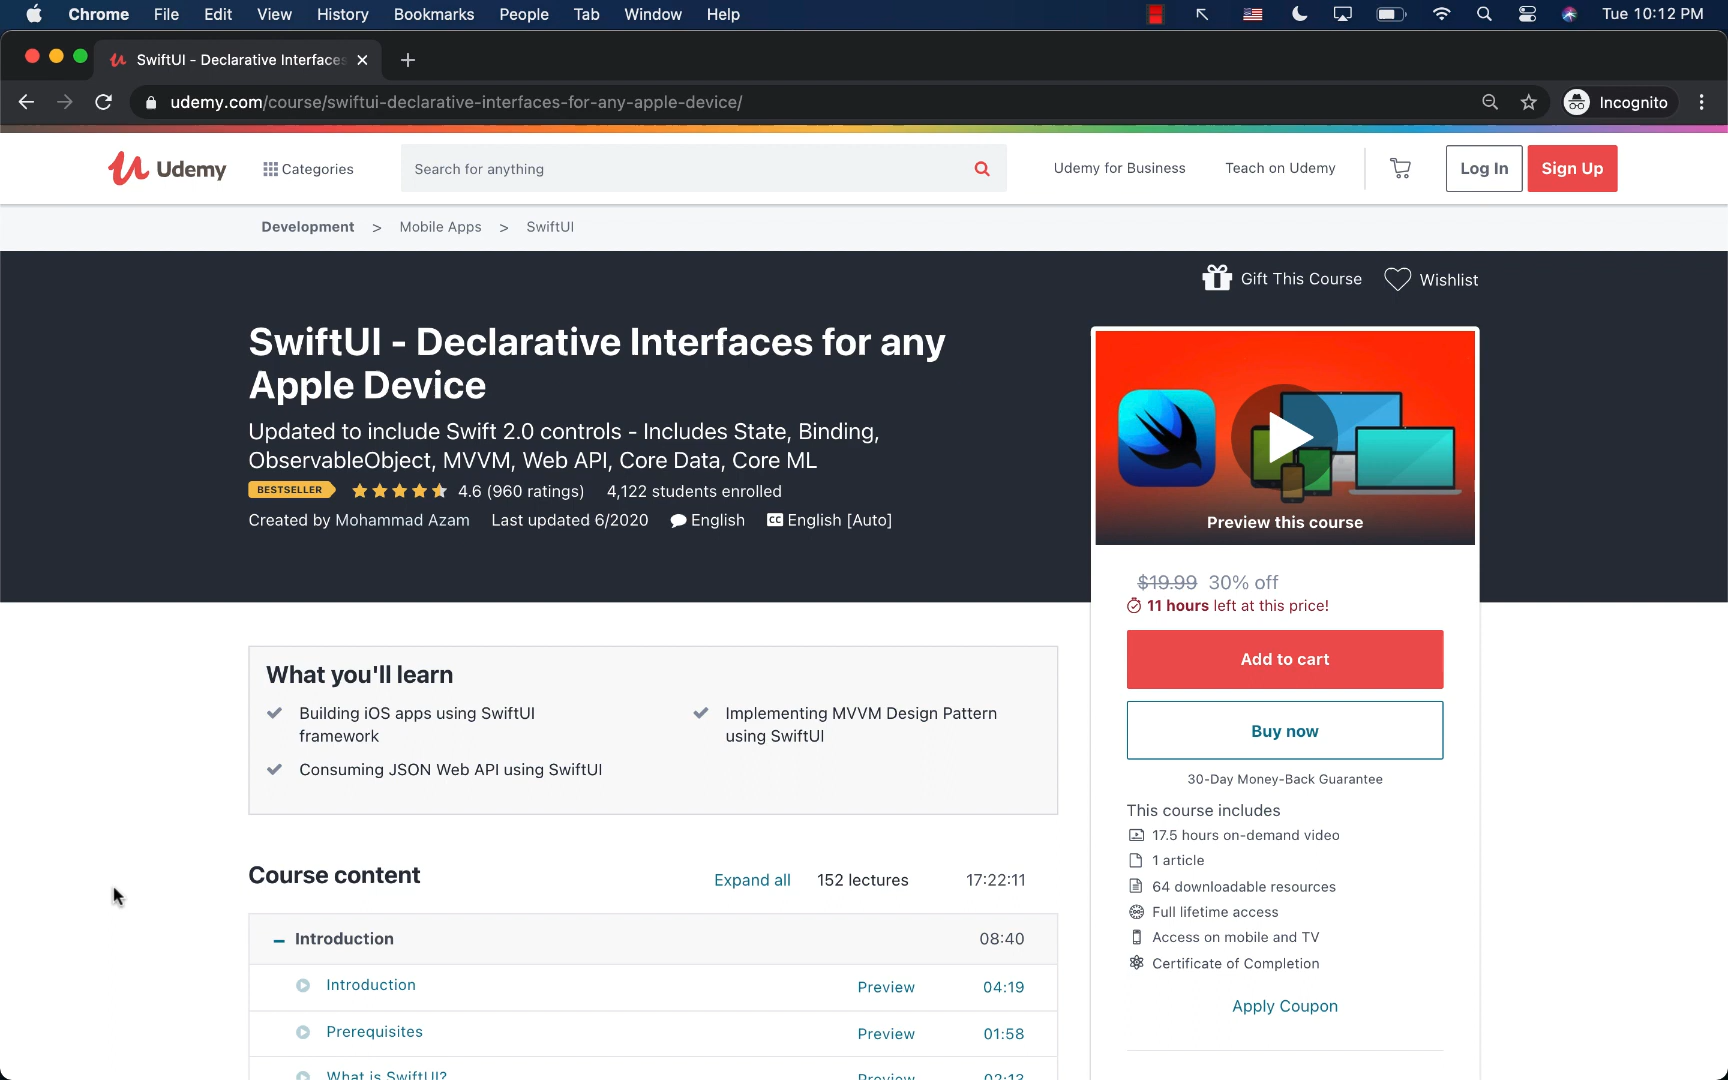 Chrome File Edit View History Bookmarks People Tab Window Help Tue 10:12 PM
SwiftUI - Declarative Interfaces
udemy.com/course/swiftui-declarative-interfaces-for-any-apple-device/ Incognito
Udemy Categories Search for anything Udemy for Business Teach on Udemy Log In Sign Up
Development > Mobile Apps > SwiftUI
Gift This Course Wishlist
SwiftUI - Declarative Interfaces for any
Apple Device
Updated to include Swift 2.0 controls - Includes State, Binding,
ObservableObject, MVVM, Web API, Core Data, Core ML
BESTSELLER 4.6 (960 ratings) 4,122 students enrolled
Created by Mohammad Azam Last updated 6/2020 English CC English [Auto]
Preview this course
$19.99 30% off
11 hours left at this price!
Add to cart
Buy now
30-Day Money-Back Guarantee
This course includes
17.5 hours on-demand video
1 article
64 downloadable resources
Full lifetime access
Access on mobile and TV
Certificate of Completion
Apply Coupon
What you'll learn
Building iOS apps using SwiftUI
framework
Implementing MVVM Design Pattern
using SwiftUI
Consuming JSON Web API using SwiftUI
Course content Expand all 152 lectures 17:22:11
Introduction 08:40
Introduction Preview 04:19
Prerequisites Preview 01:58
What is SwiftUI? Preview 02:13